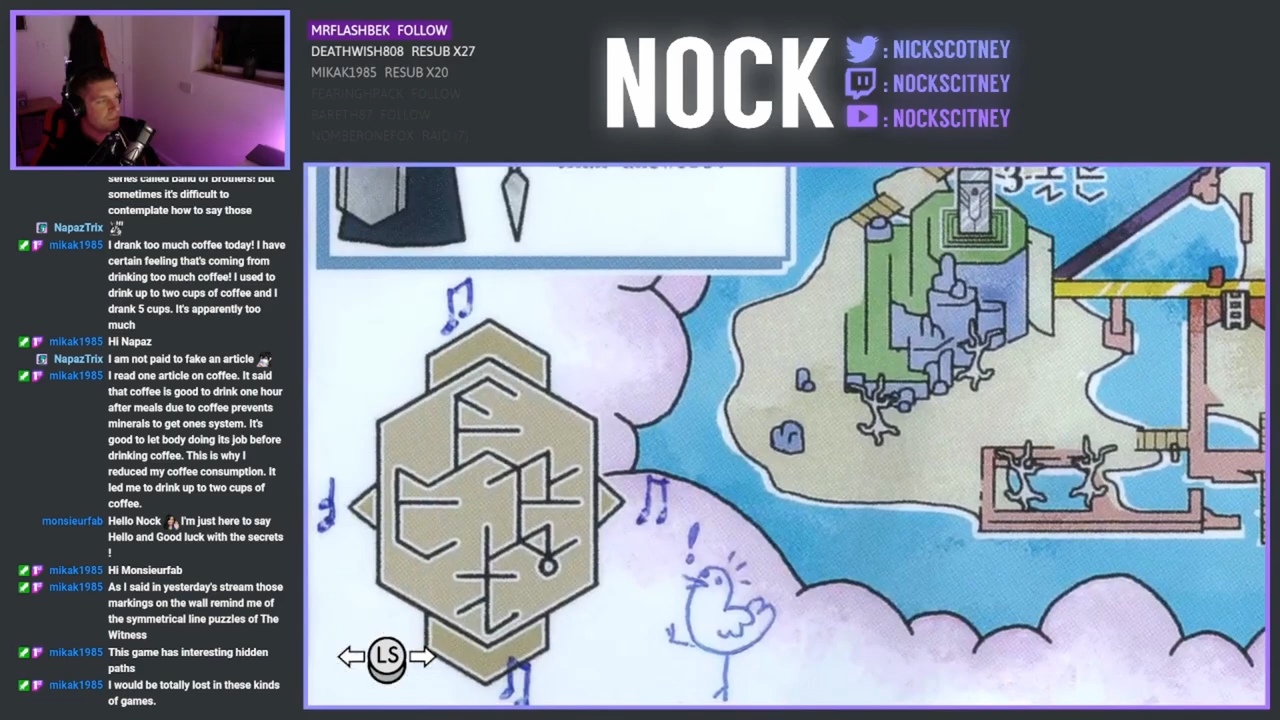 MRFLASHBEK FOLLOW
DEATHWISH808 RESUB X27
MIKAK1985 RESUB X20
FEARINGHPACK FOLLOW
BARFTH87 FOLLOW
NOMBERONEFOX RAID (7)
NOCK
: NICKSCOTNEY
: NOCKSCITNEY
: NOCKSCITNEY
series called Band of Brothers! But
sometimes it's difficult to
contemplate how to say those
NapazTrix
mikak1985 I drank too much coffee today! I have
certain feeling that's coming from
drinking too much coffee! I used to
drink up to two cups of coffee and I
drank 5 cups. It's apparently too
much
mikak1985 Hi Napaz
NapazTrix I am not paid to fake an article
mikak1985 I read one article on coffee. It said
that coffee is good to drink one hour
after meals due to coffee prevents
minerals to get ones system. It's
good to let body doing its job before
drinking coffee. This is why I
reduced my coffee consumption. It
led me to drink up to two cups of
coffee.
monsieurfab Hello Nock I'm just here to say
Hello and Good luck with the secrets
!
mikak1985 Hi Monsieurfab
mikak1985 As I said in yesterday's stream those
markings on the wall remind me of
the symmetrical line puzzles of The
Witness
mikak1985 This game has interesting hidden
paths
mikak1985 I would be totally lost in these kinds
of games.
LS
!